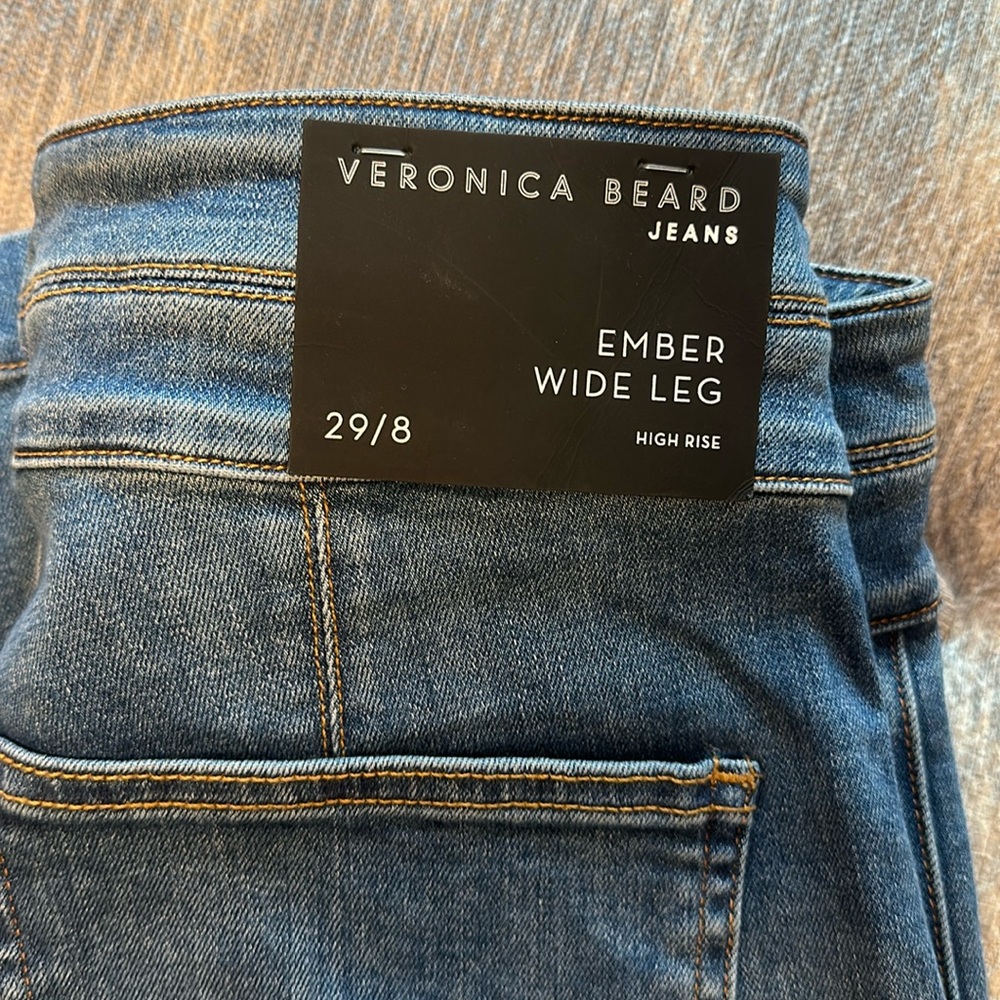 VERONICA BEARD
JEANS
EMBER
WIDE LEG
29/8
HIGH RISE